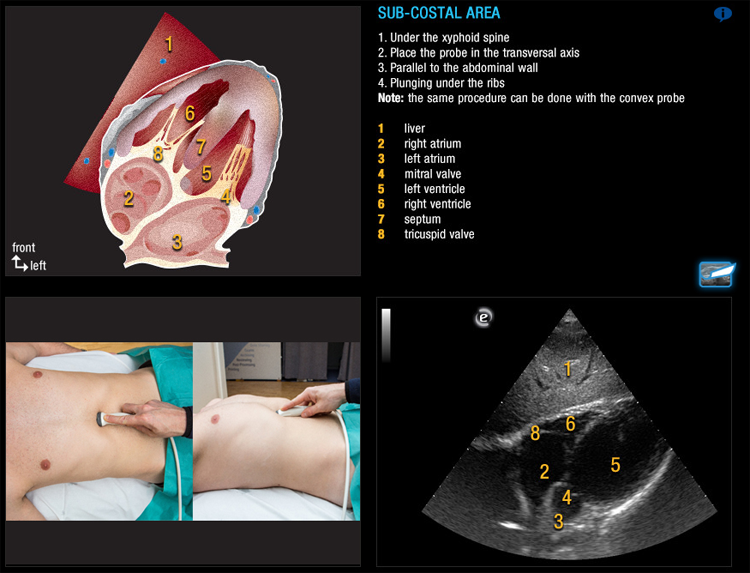 SUB-COSTAL AREA
i
1. Under the xyphoid spine
2. Place the probe in the transversal axis
3. Parallel to the abdominal wall
4. Plunging under the ribs
Note: the same procedure can be done with the convex probe
1 liver
2 right atrium
3 left atrium
4 mitral valve
5 left ventricle
6 right ventricle
7 septum
8 tricuspid valve
1
6
7
8
5
2
4
3
front
left
e
1
6
8
5
2
4
3